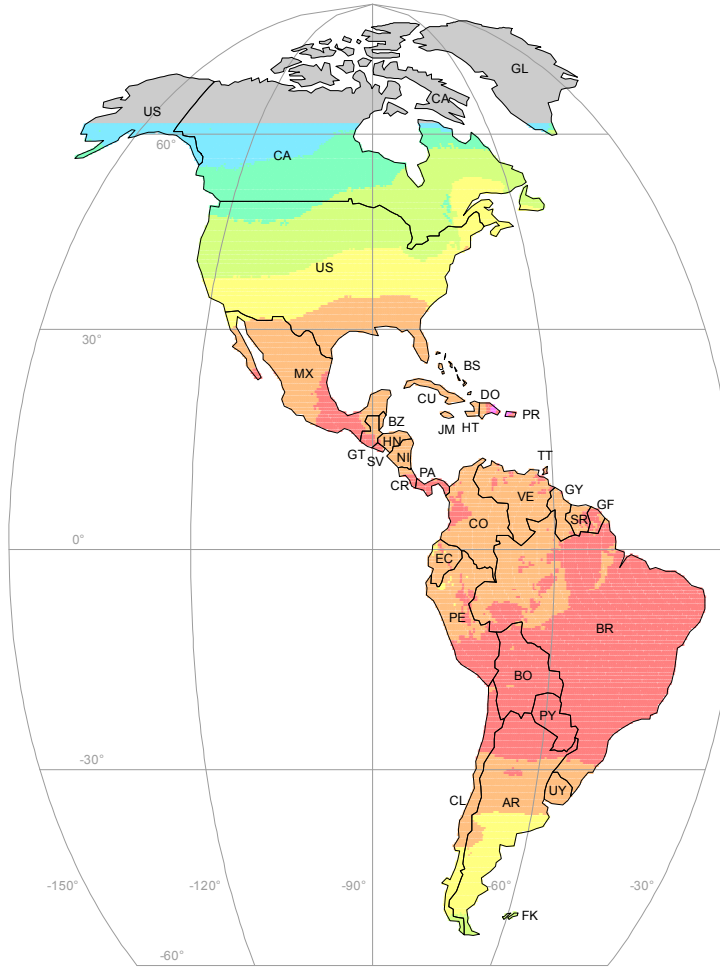 GL
US
CA
60°
CA
US
30°
MX
BS
CU
DO
PR
BZ
JM
HT
HN
GT
SV
NI
TT
PA
CR
VE
GY
GF
CO
SR
0°
EC
PE
BR
BO
PY
-30°
CL
AR
UY
-150°
-120°
-90°
-60°
-30°
FK
-60°